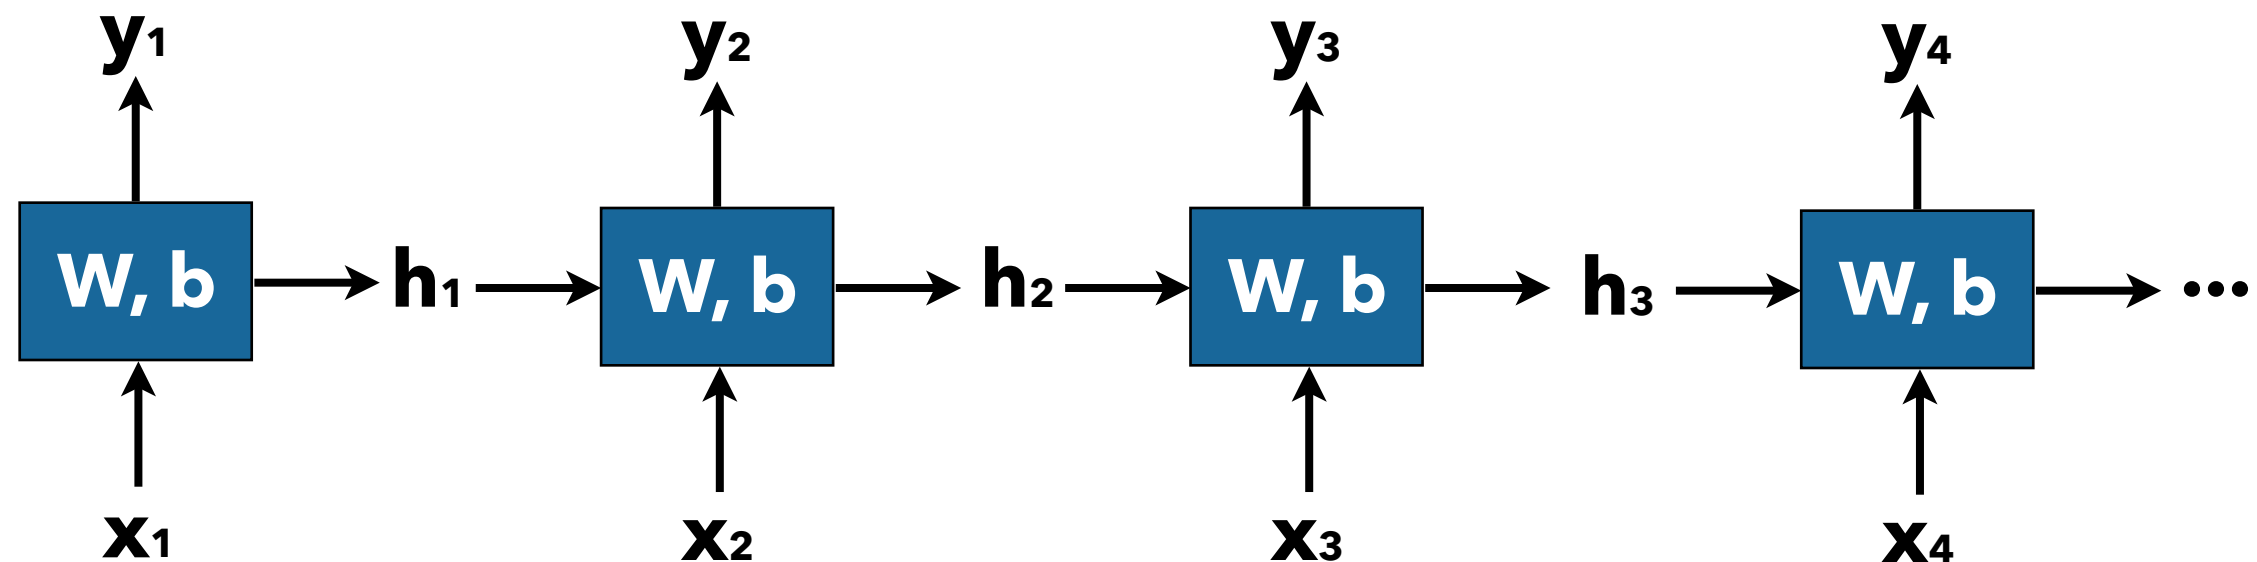 y1 y2 y3 y4
W, b h1 W, b h2 W, b h3 W, b ...
x1 x2 x3 x4